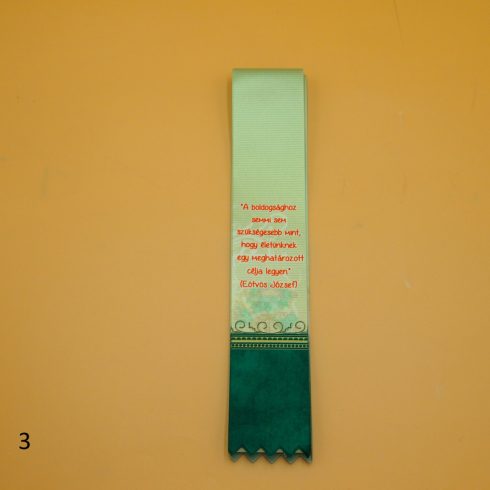 "A boldogsághoz
semmi sem
szükségesebb mint,
hogy életünknek
egy meghatározott
célja legyen."
(Eötvös József)
3